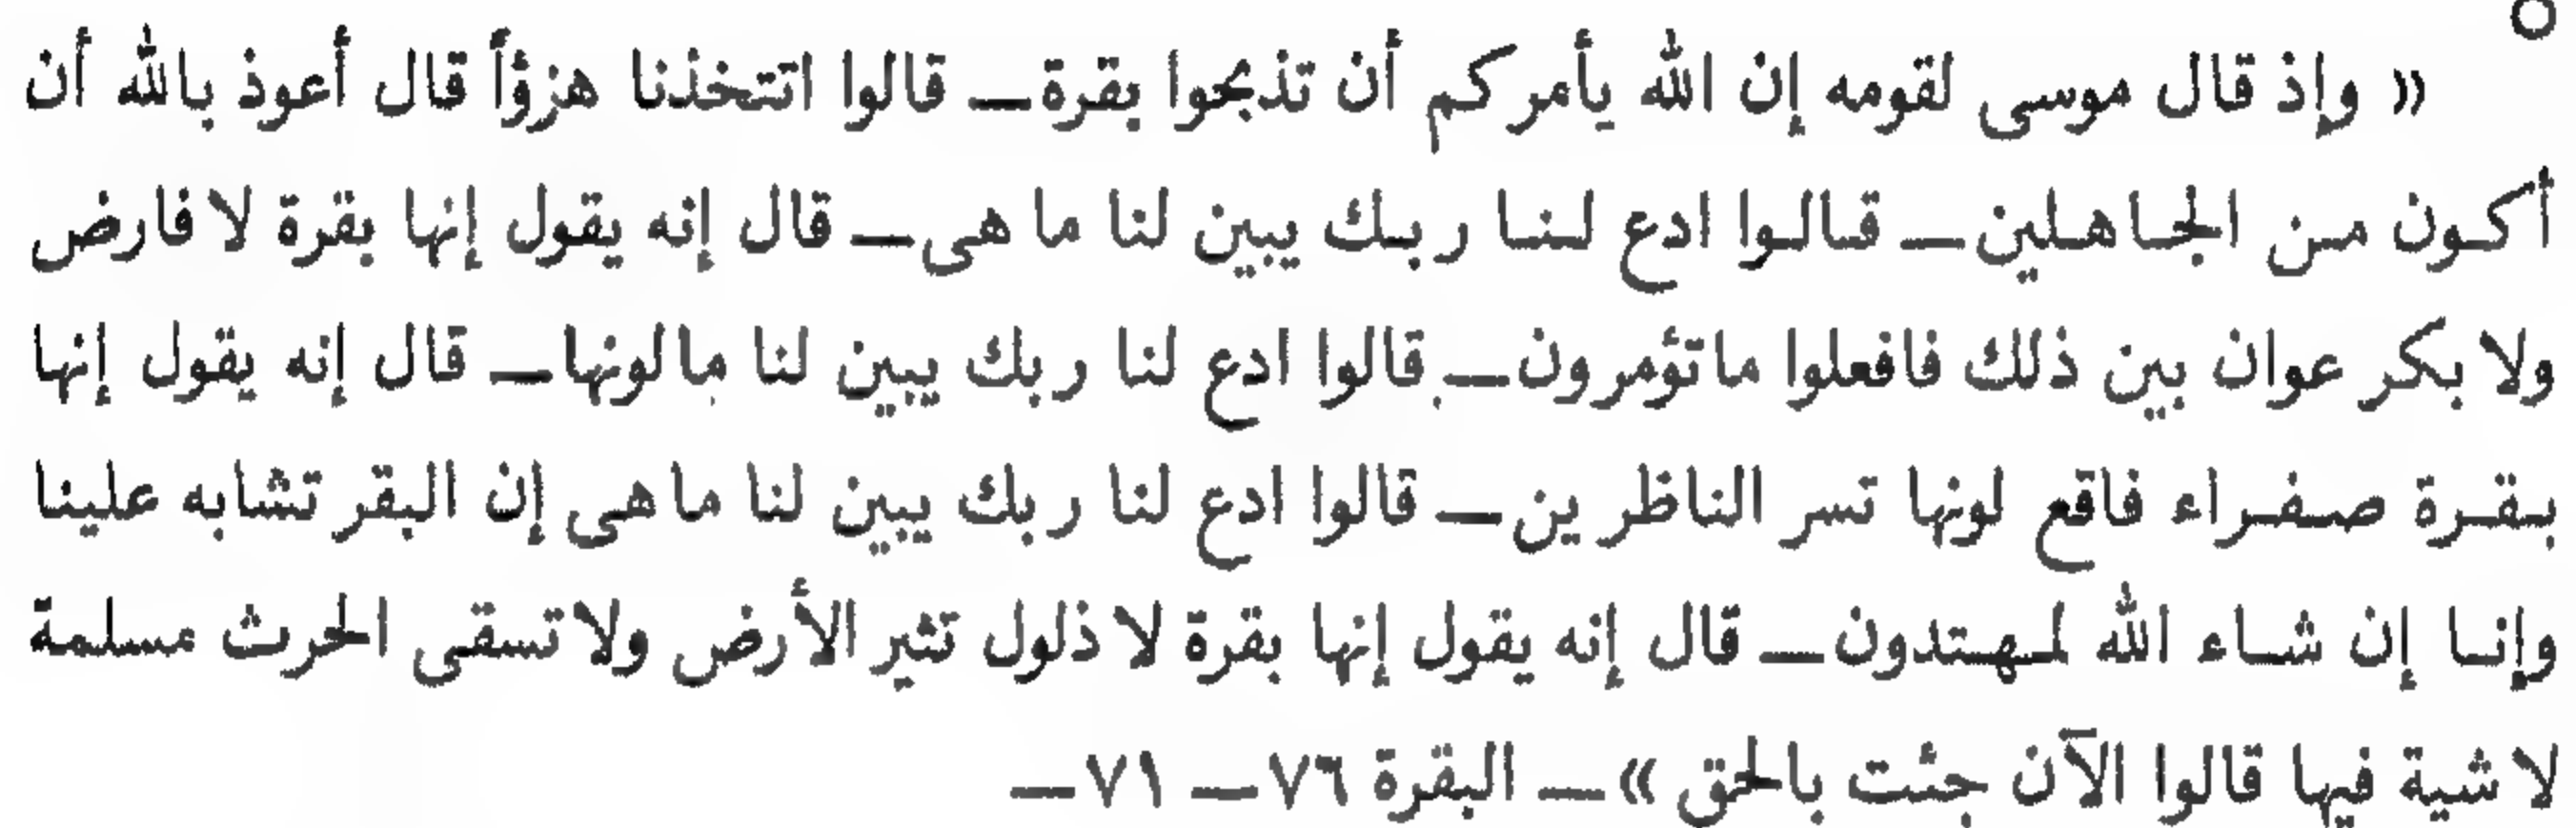 « وإذ قال موسى لقومه إن الله يأمركم أن تذبحوا بقرة ــ قالوا اتتخذنا هزؤاً قال أعوذ بالله أن
أكون من الجاهلين ــ قالوا ادع لنا ربك يبين لنا ما هى ــ قال إنه يقول إنها بقرة لا فارض
ولا بكر عوان بين ذلك فافعلوا ما تؤمرون ــ قالوا ادع لنا ربك يبين لنا ما لونها ــ قال إنه يقول إنها
بقرة صفراء فاقع لونها تسر الناظرين ــ قالوا ادع لنا ربك يبين لنا ما هى إن البقر تشابه علينا
وإنا إن شاء الله لمهتدون ــ قال إنه يقول إنها بقرة لا ذلول تثير الأرض ولا تسقى الحرث مسلمة
لا شية فيها قالوا الآن جئت بالحق » ــ البقرة ٧٦ ــ ٧١ ــ